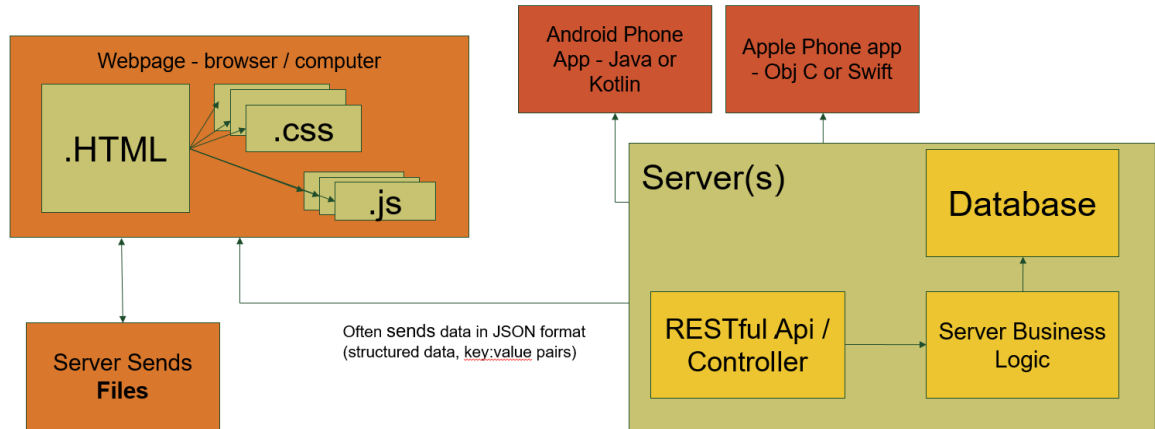 Webpage - browser / computer
.HTML
.css
.js
Server Sends
Files
Often sends data in JSON format
(structured data, key:value pairs)
Android Phone
App - Java or
Kotlin
Apple Phone app
- Obj C or Swift
Server(s)
Database
RESTful Api /
Controller
Server Business
Logic